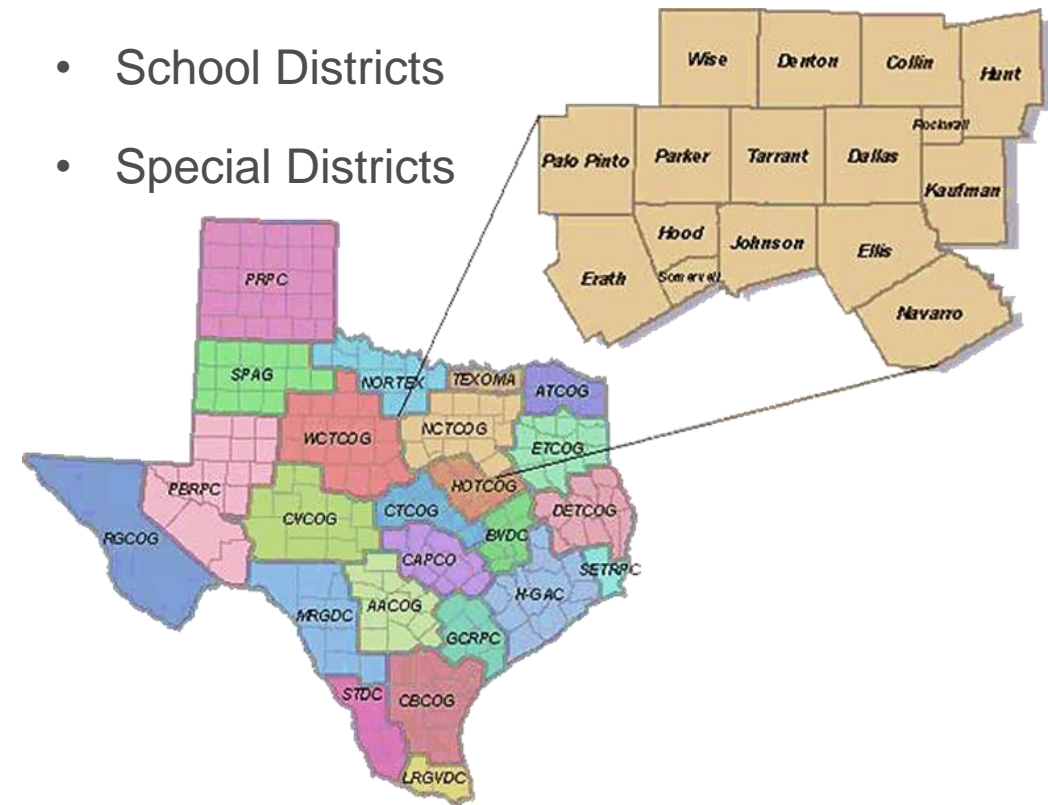 • School Districts
• Special Districts
Wise
Denton
Collin
Hunt
Rockwall
Palo Pinto
Parker
Tarrant
Dallas
Kaufman
Hood
Johnson
Ellis
Erath
Somervell
Navarro
PRPC
SPAG
NORTEX
TEXOMA
ATCOG
WCTCOG
NCTCOG
ETCOG
PBRPC
HOTCOG
RGCOG
CVCOG
CTCOG
DETCOG
BVDC
CAPCO
SETRPC
H-GAC
MRGDC
AACOG
GCRPC
STDC
CBCOG
LRGVDC